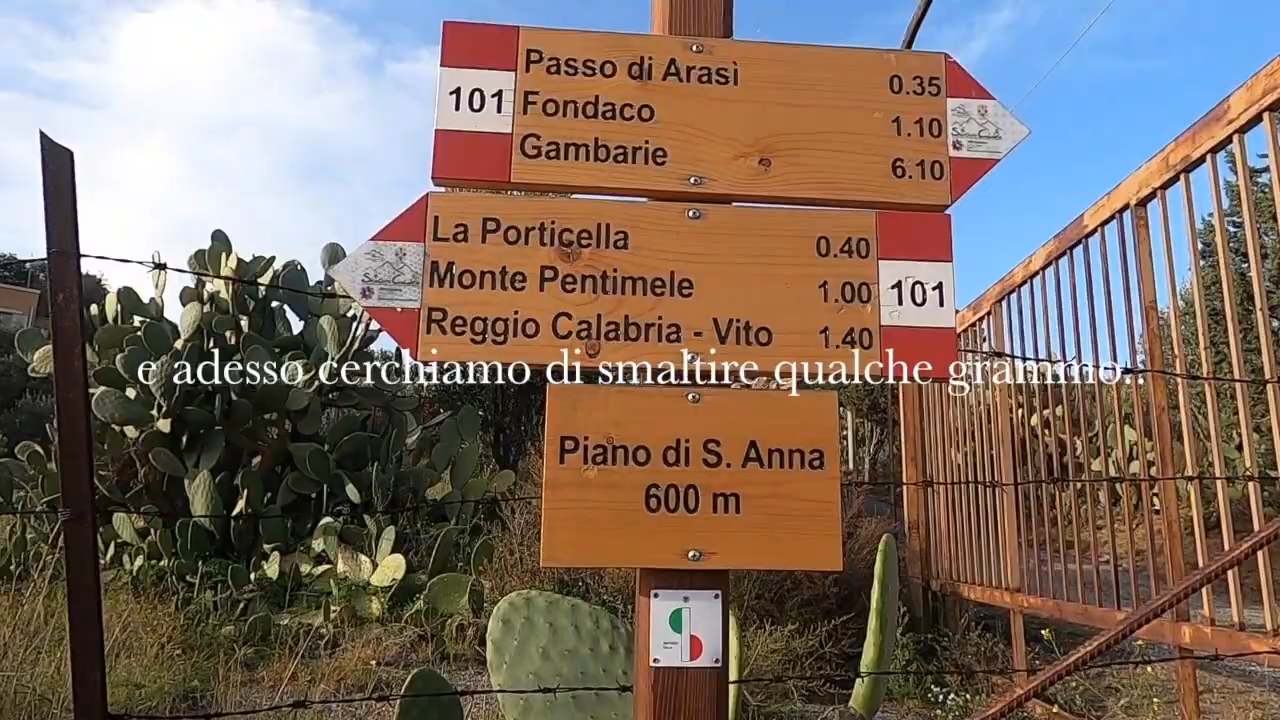 Passo di Arasì 0.35
101 Fondaco 1.10
Gambarie 6.10
La Porticella 0.40
Monte Pentimele 1.00 101
Reggio Calabria - Vito 1.40
e adesso cerchiamo di smaltire qualche grammo..
Piano di S. Anna
600 m